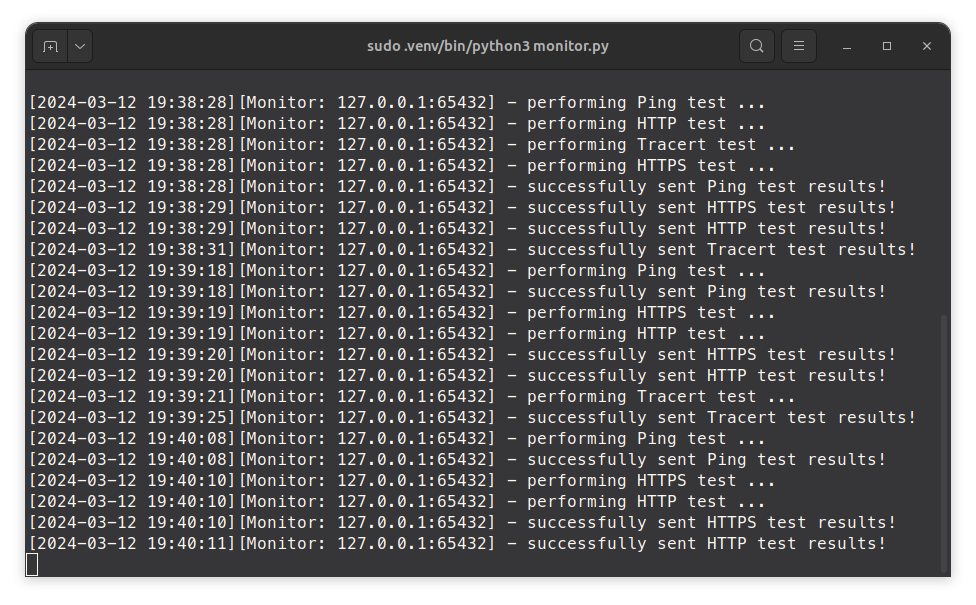 sudo .venv/bin/python3 monitor.py
[2024-03-12 19:38:28][Monitor: 127.0.0.1:65432] - performing Ping test ...
[2024-03-12 19:38:28][Monitor: 127.0.0.1:65432] - performing HTTP test ...
[2024-03-12 19:38:28][Monitor: 127.0.0.1:65432] - performing Tracert test ...
[2024-03-12 19:38:28][Monitor: 127.0.0.1:65432] - performing HTTPS test ...
[2024-03-12 19:38:28][Monitor: 127.0.0.1:65432] - successfully sent Ping test results!
[2024-03-12 19:38:29][Monitor: 127.0.0.1:65432] - successfully sent HTTPS test results!
[2024-03-12 19:38:29][Monitor: 127.0.0.1:65432] - successfully sent HTTP test results!
[2024-03-12 19:38:31][Monitor: 127.0.0.1:65432] - successfully sent Tracert test results!
[2024-03-12 19:39:18][Monitor: 127.0.0.1:65432] - performing Ping test ...
[2024-03-12 19:39:18][Monitor: 127.0.0.1:65432] - successfully sent Ping test results!
[2024-03-12 19:39:19][Monitor: 127.0.0.1:65432] - performing HTTPS test ...
[2024-03-12 19:39:19][Monitor: 127.0.0.1:65432] - performing HTTP test ...
[2024-03-12 19:39:20][Monitor: 127.0.0.1:65432] - successfully sent HTTPS test results!
[2024-03-12 19:39:20][Monitor: 127.0.0.1:65432] - successfully sent HTTP test results!
[2024-03-12 19:39:21][Monitor: 127.0.0.1:65432] - performing Tracert test ...
[2024-03-12 19:39:25][Monitor: 127.0.0.1:65432] - successfully sent Tracert test results!
[2024-03-12 19:40:08][Monitor: 127.0.0.1:65432] - performing Ping test ...
[2024-03-12 19:40:08][Monitor: 127.0.0.1:65432] - successfully sent Ping test results!
[2024-03-12 19:40:10][Monitor: 127.0.0.1:65432] - performing HTTPS test ...
[2024-03-12 19:40:10][Monitor: 127.0.0.1:65432] - performing HTTP test ...
[2024-03-12 19:40:10][Monitor: 127.0.0.1:65432] - successfully sent HTTPS test results!
[2024-03-12 19:40:11][Monitor: 127.0.0.1:65432] - successfully sent HTTP test results!